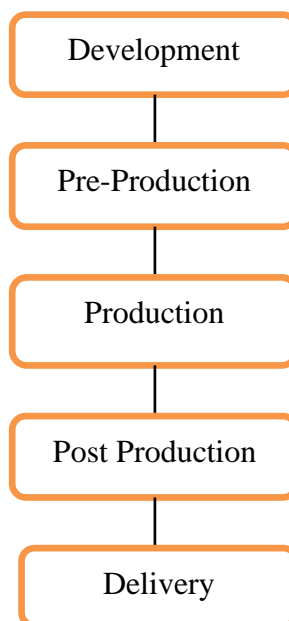 Development
Pre-Production
Production
Post Production
Delivery